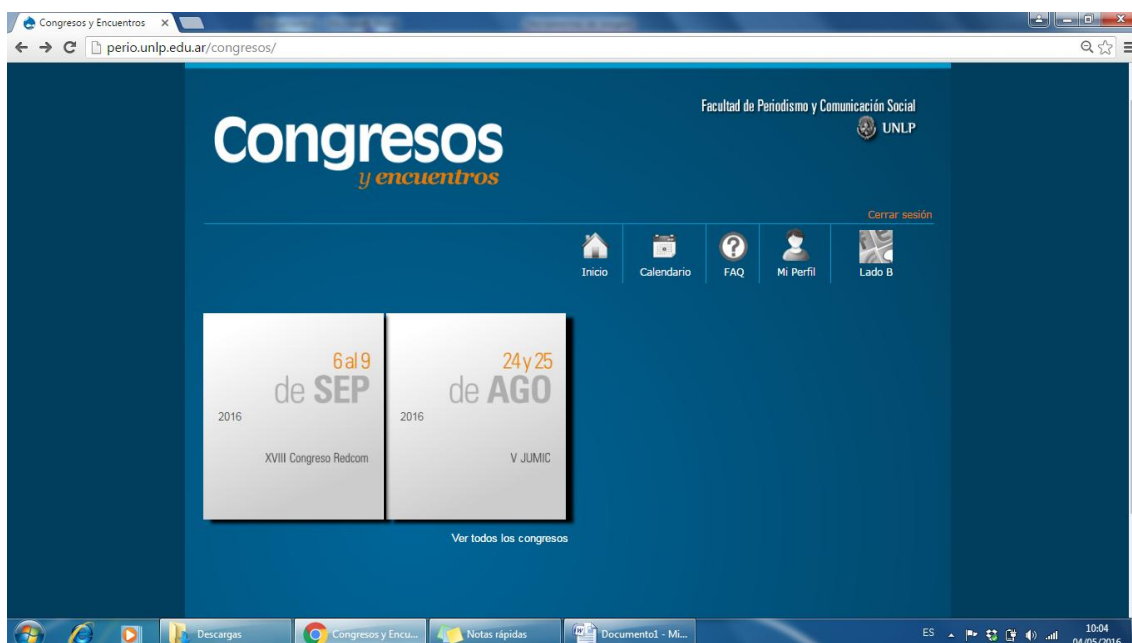 Congresos y Encuentros
perio.unlp.edu.ar/congresos/
Facultad de Periodismo y Comunicación Social
UNLP
Congresos
y encuentros
Cerrar sesión
Inicio Calendario FAQ Mi Perfil Lado B
6 al 9
de SEP
2016
XVIII Congreso Redcom
24 y 25
de AGO
2016
V JUMIC
Ver todos los congresos
Descargas Congresos y Encu... Notas rápidas Documento1 - Mi... ES 10:04
04/05/2016